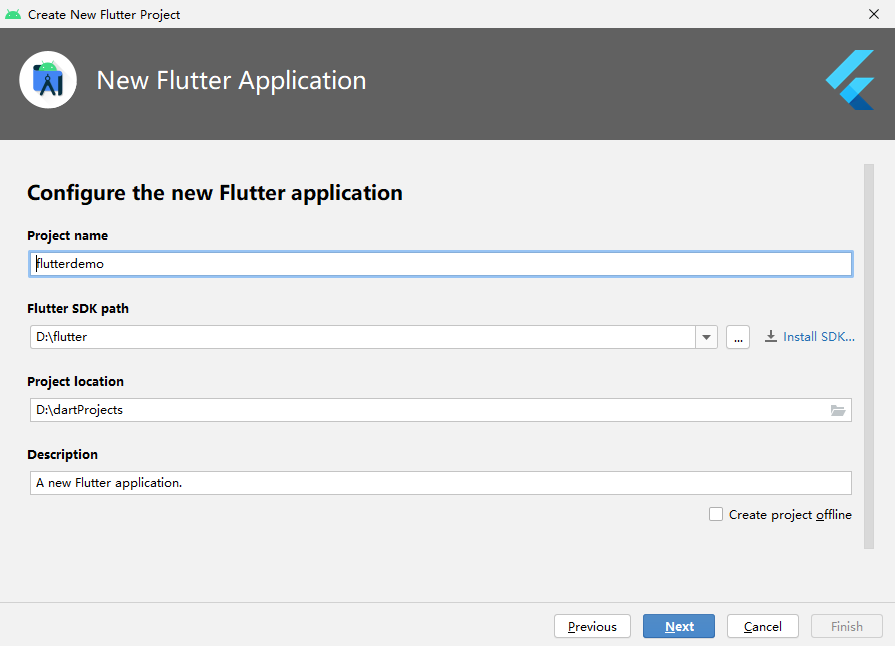 Create New Flutter Project
New Flutter Application
Configure the new Flutter application
Project name
flutterdemo
Flutter SDK path
D:\flutter
...
Install SDK...
Project location
D:\dartProjects
Description
A new Flutter application.
Create project offline
Previous
Next
Cancel
Finish